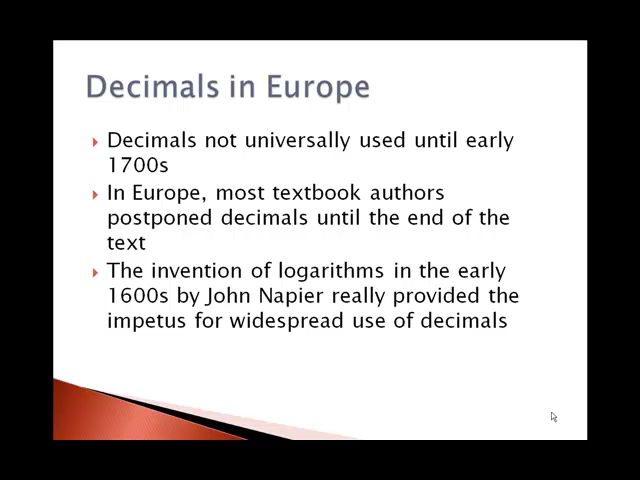 Decimals in Europe
Decimals not universally used until early
1700s
In Europe, most textbook authors
postponed decimals until the end of the
text
The invention of logarithms in the early
1600s by John Napier really provided the
impetus for widespread use of decimals